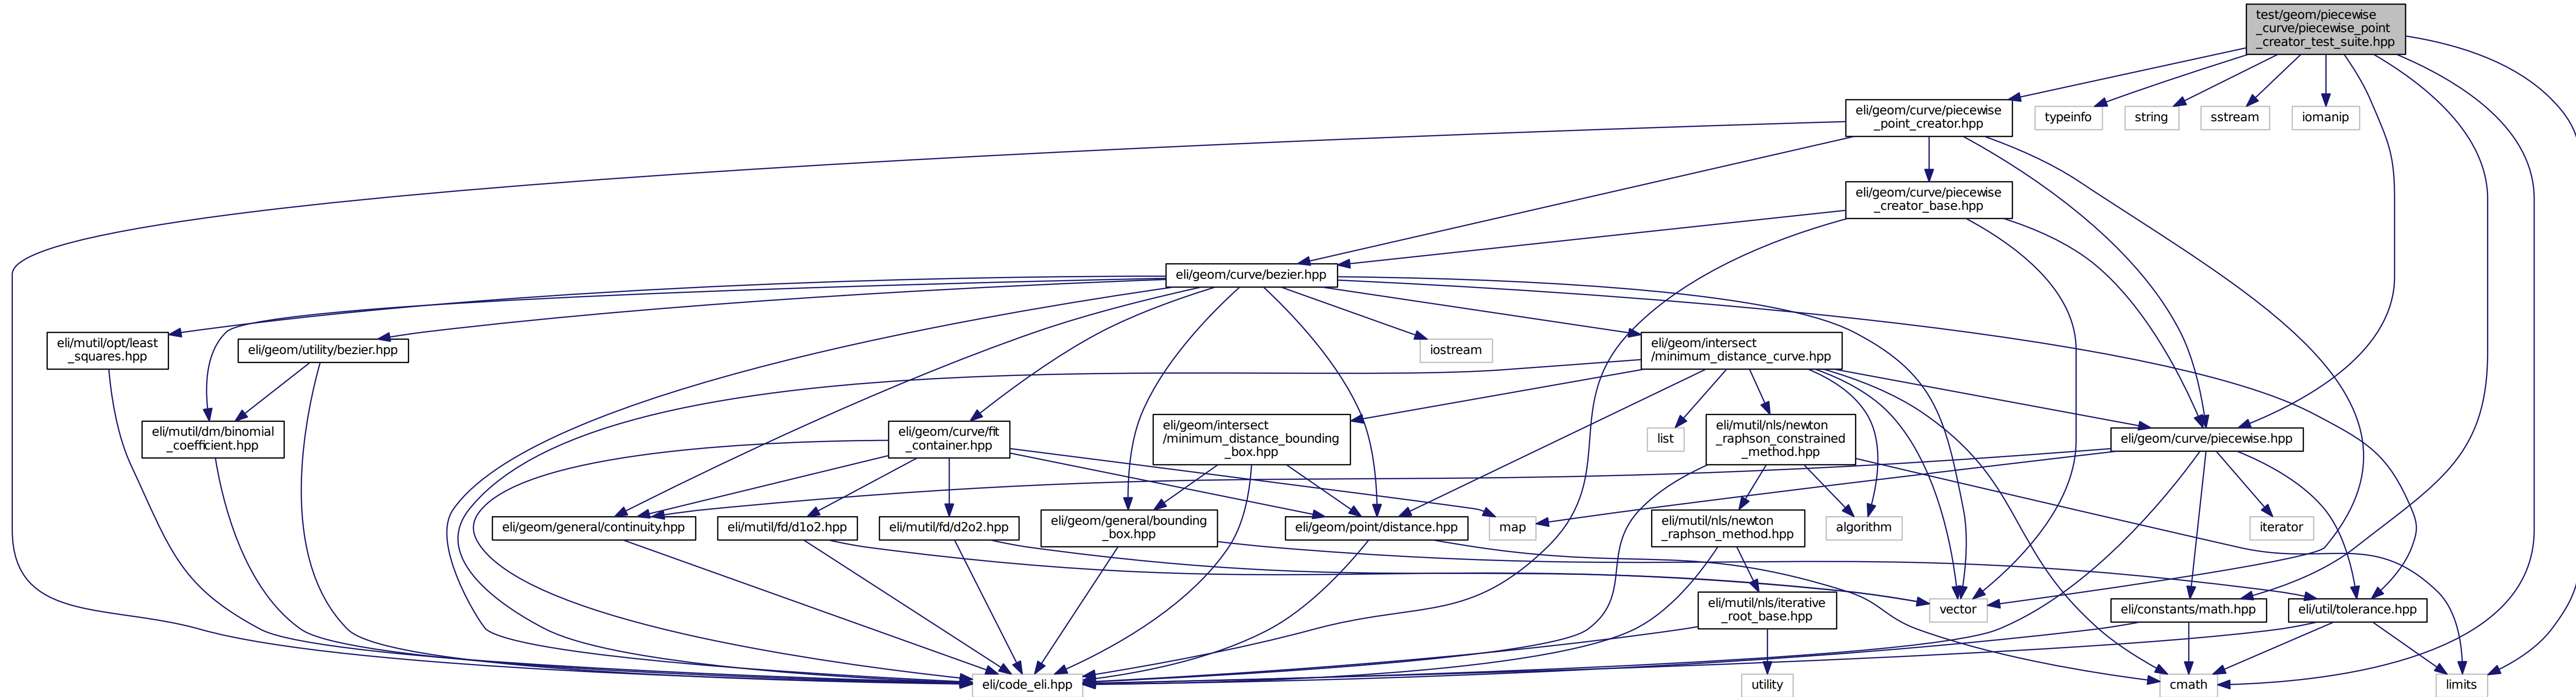 test/geom/piecewise
_curve/piecewise_point
_creator_test_suite.hpp
eli/geom/curve/piecewise
_point_creator.hpp
typeinfo
string
sstream
iomanip
eli/geom/curve/piecewise
_creator_base.hpp
eli/geom/curve/bezier.hpp
eli/mutil/opt/least
_squares.hpp
eli/geom/utility/bezier.hpp
iostream
eli/geom/intersect
/minimum_distance_curve.hpp
eli/mutil/dm/binomial
_coefficient.hpp
eli/geom/curve/fit
_container.hpp
eli/geom/intersect
/minimum_distance_bounding
_box.hpp
list
eli/mutil/nls/newton
_raphson_constrained
_method.hpp
eli/geom/curve/piecewise.hpp
eli/geom/general/continuity.hpp
eli/mutil/fd/d1o2.hpp
eli/mutil/fd/d2o2.hpp
eli/geom/general/bounding
_box.hpp
eli/geom/point/distance.hpp
map
eli/mutil/nls/newton
_raphson_method.hpp
algorithm
iterator
eli/mutil/nls/iterative
_root_base.hpp
vector
eli/constants/math.hpp
eli/util/tolerance.hpp
eli/code_eli.hpp
utility
cmath
limits